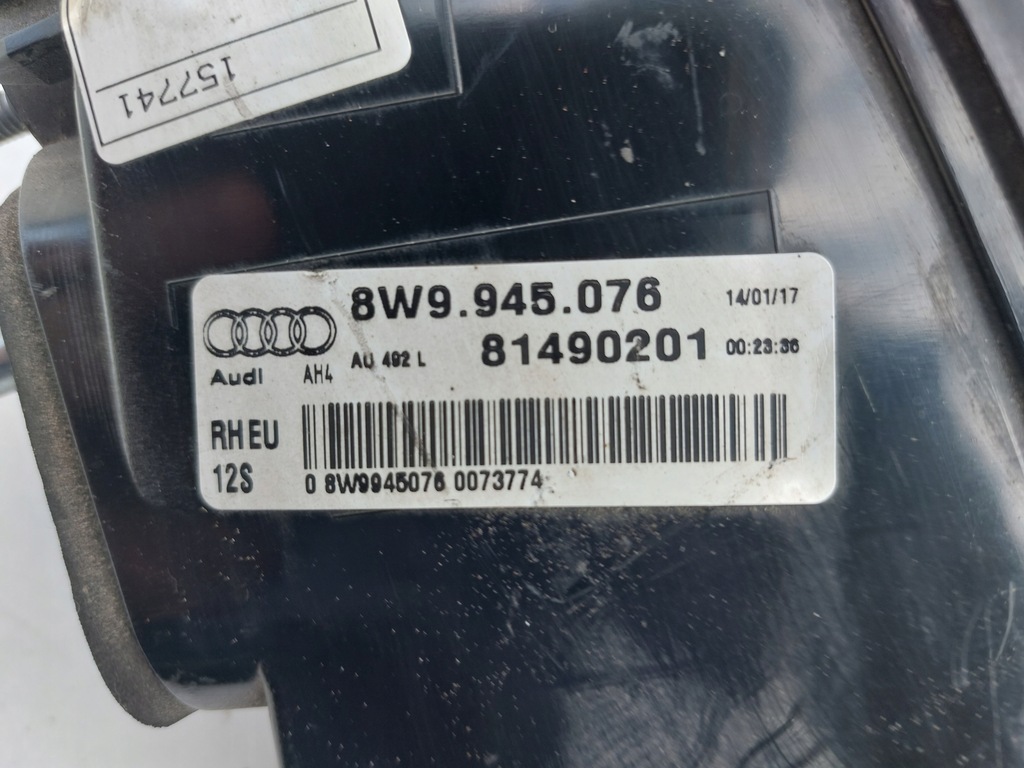 157741
8W9.945.076
14/01/17
AU 492 L
81490201
00:23:36
Audi
AH4
RH EU
12S
0 8W9945076 0073774